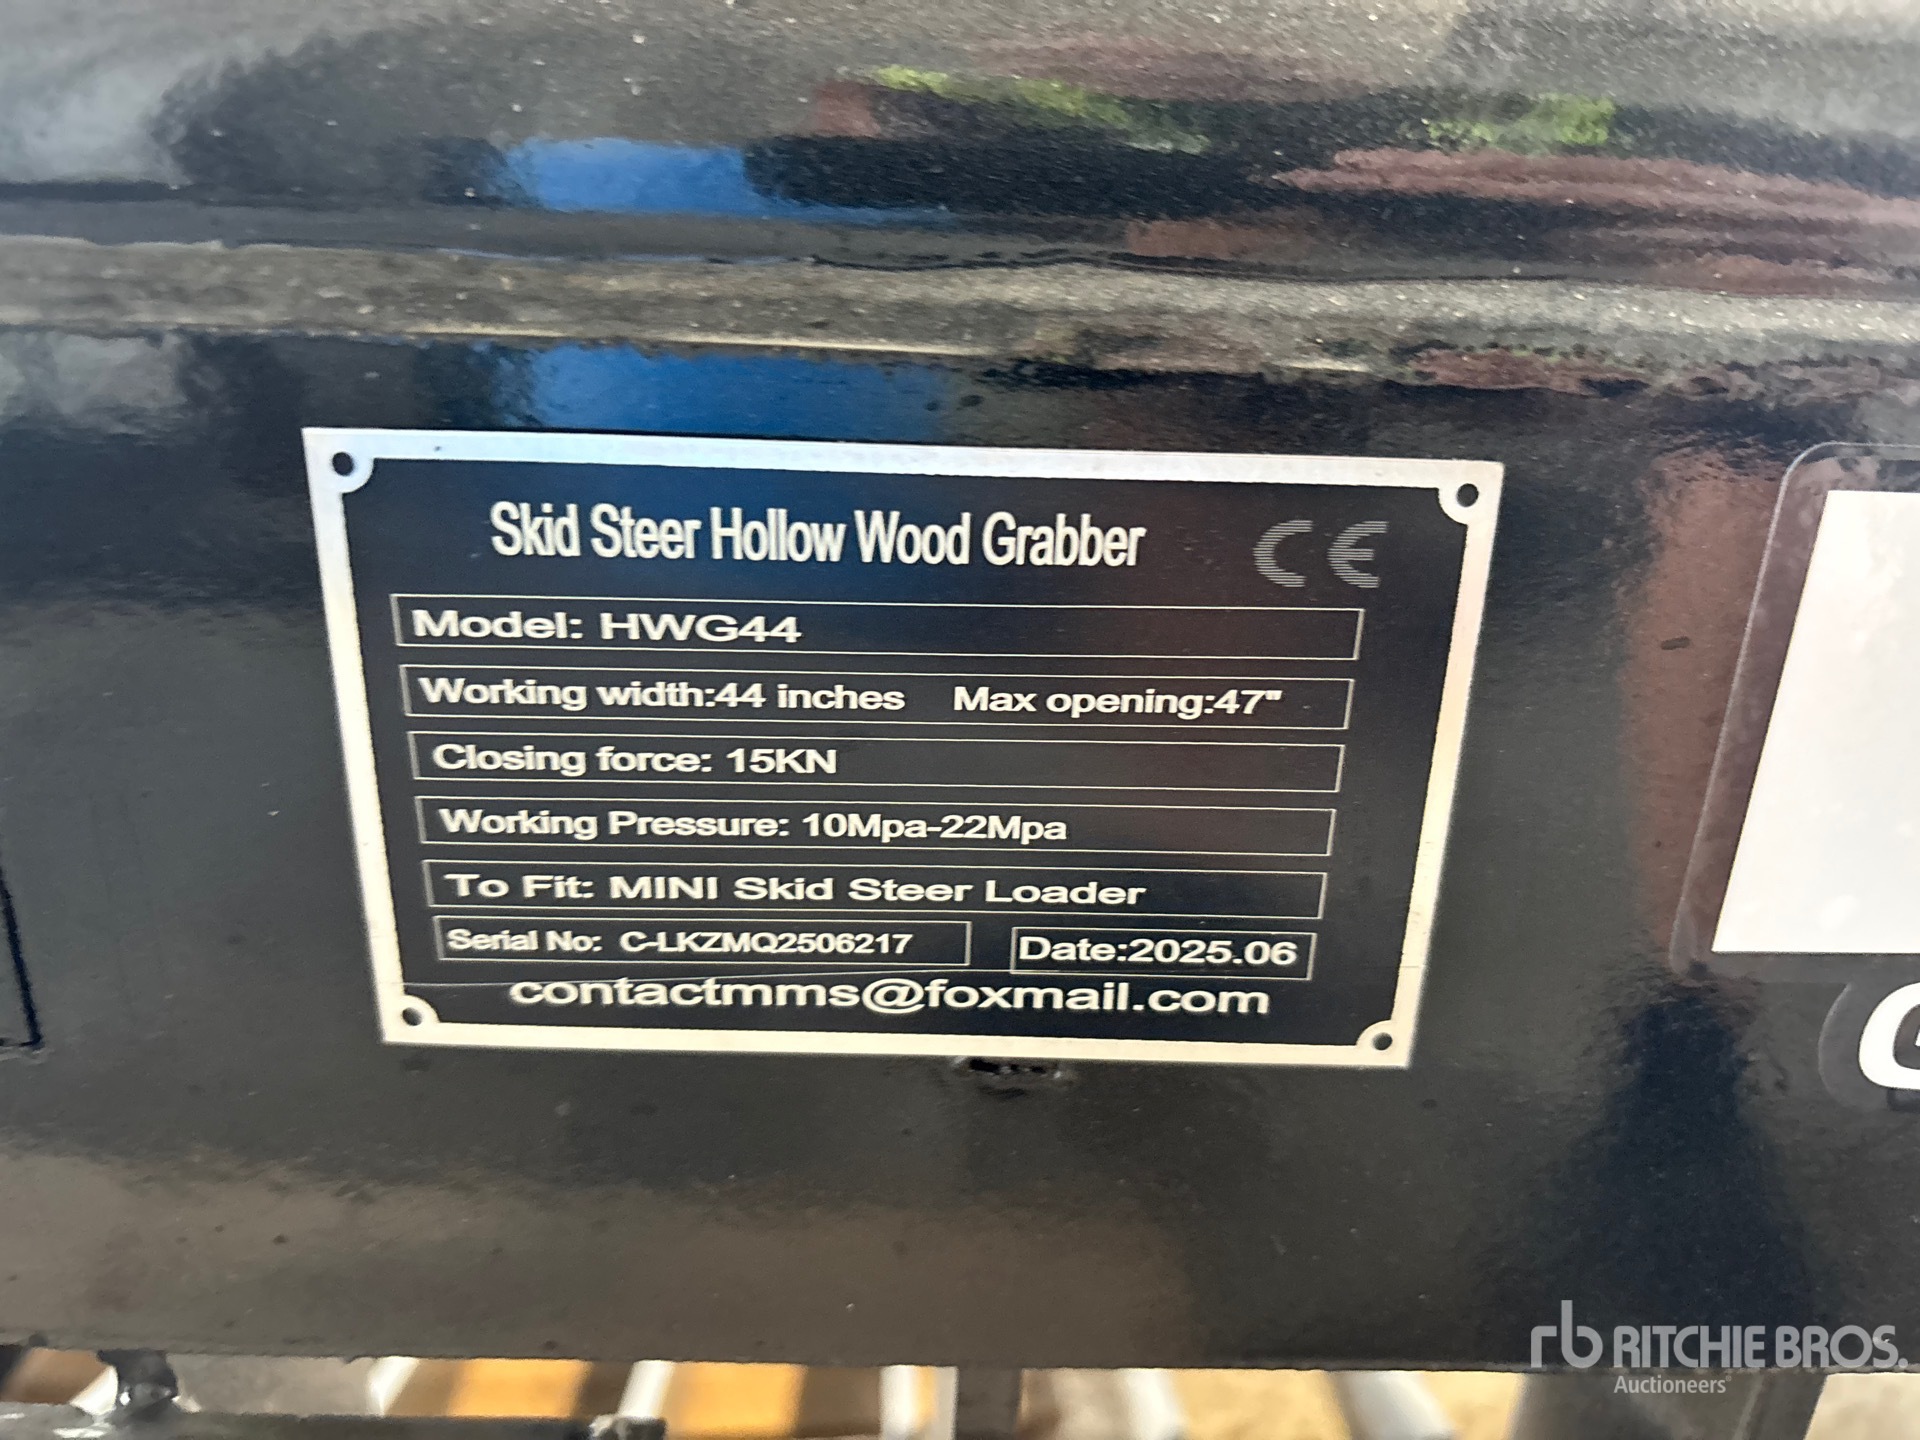 Skid Steer Hollow Wood Grabber CE
Model: HWG44
Working width:44 inches Max opening:47"
Closing force: 15KN
Working Pressure: 10Mpa-22Mpa
To Fit: MINI Skid Steer Loader
Serial No: C-LKZMQ2506217 Date:2025.06
contactmms@foxmail.com
rb RITCHIE BROS.
Auctioneers